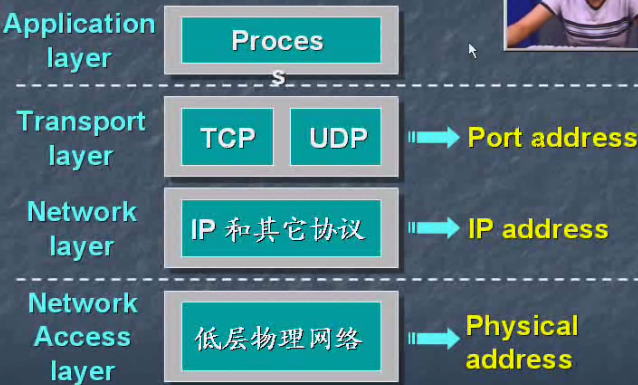 Application
layer
Proces
s
Transport
layer
TCP
UDP
Port address
Network
layer
IP 和其它协议
IP address
Network
Access
layer
低层物理网络
Physical
address